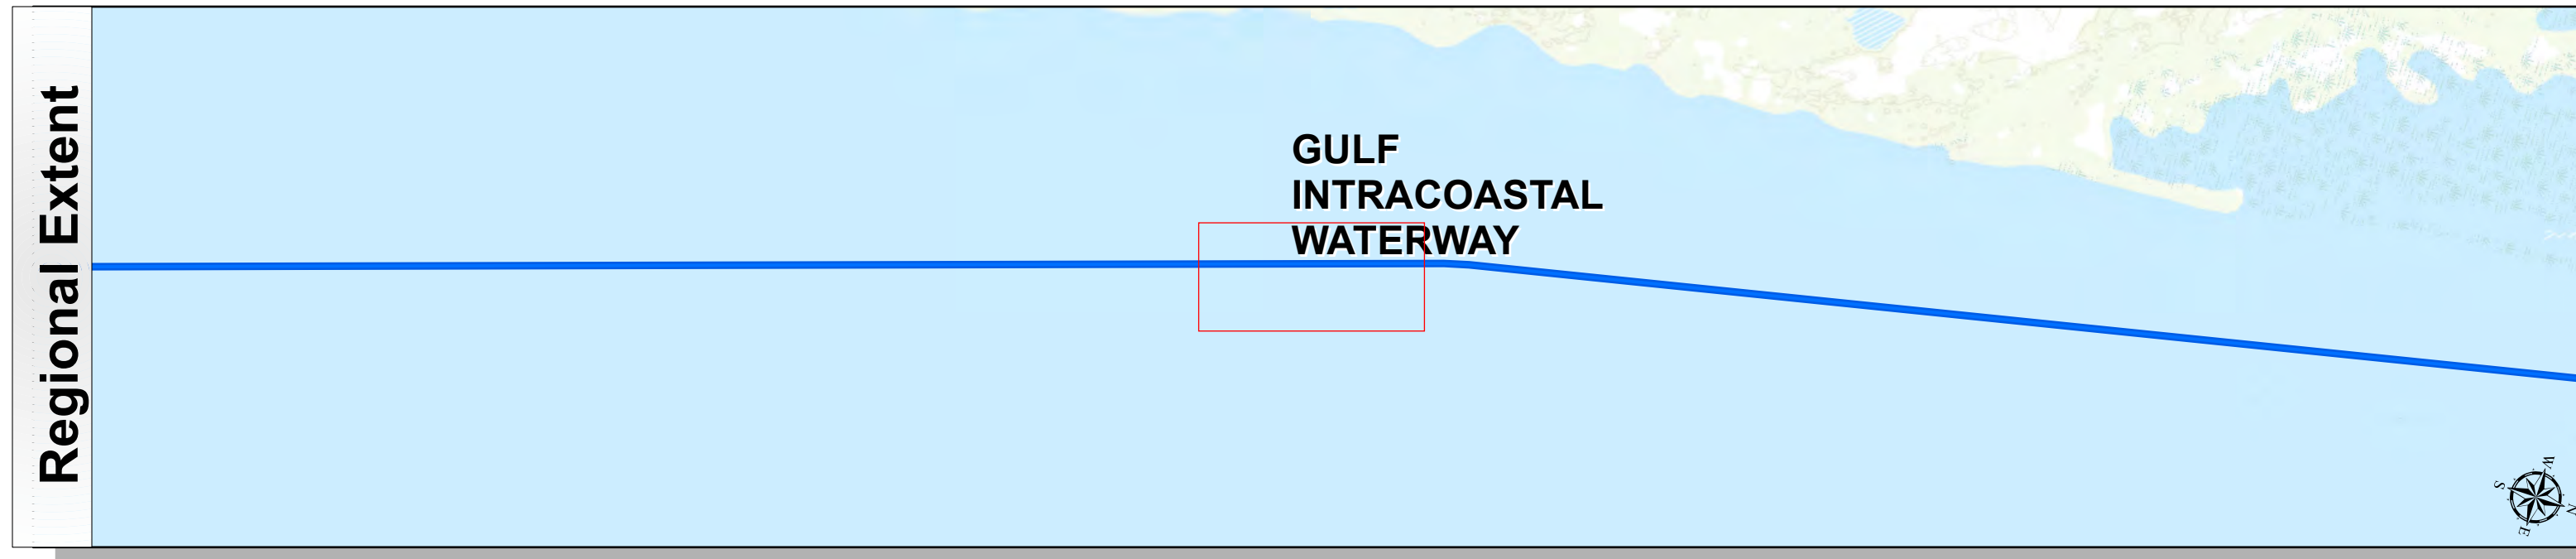 Regional Extent
GULF
INTRACOASTAL
WATERWAY
W
S
N
E